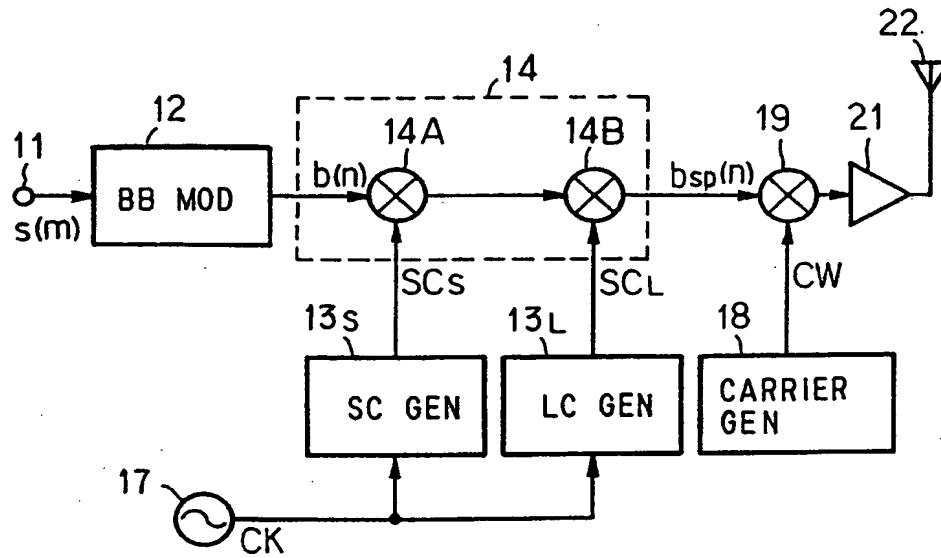 22
14
12
11
14A
14B
19
21
BB MOD
b(n)
bsp(n)
s(m)
SCS
SCL
CW
13S
13L
18
SC GEN
LC GEN
CARRIER
GEN
17
CK